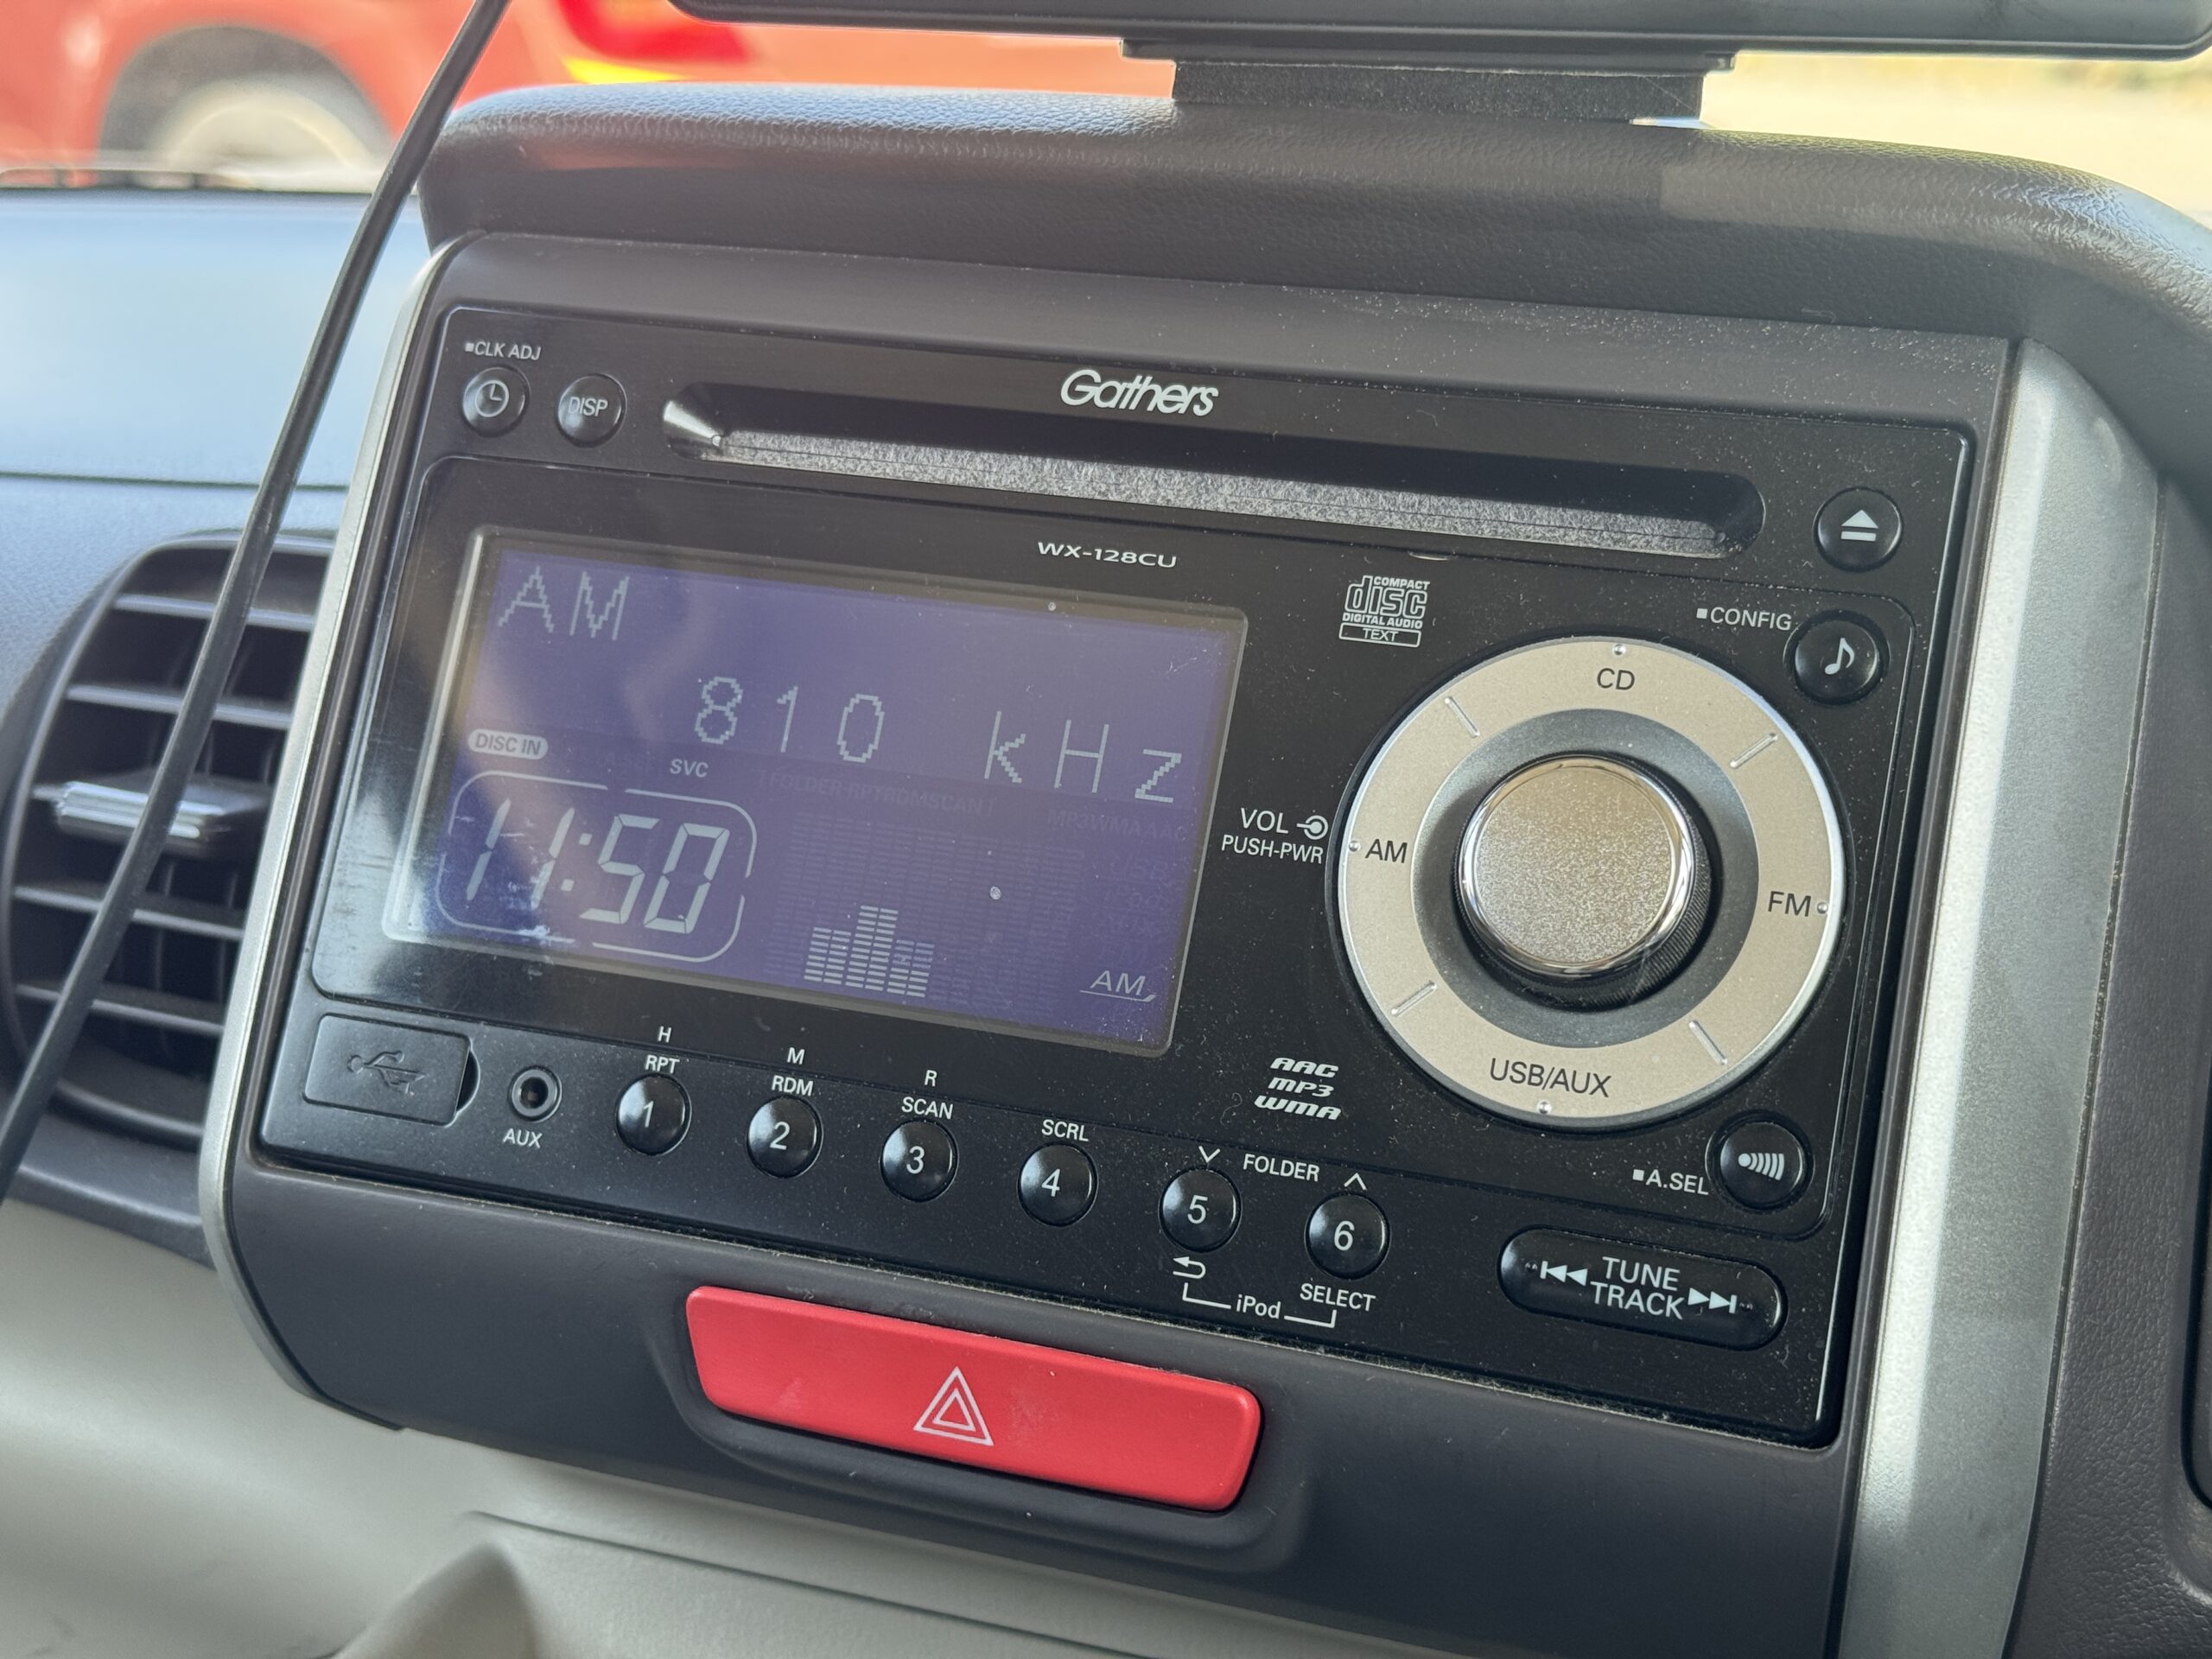 CLK ADJ
DISP
Gathers
WX-128CU
COMPACT
disc
DIGITAL AUDIO
TEXT
CONFIG
AM
810 kHz
DISC IN
SVC
11:50
AM
VOL
PUSH-PWR
CD
AM
FM
USB/AUX
AAC
MP3
WMA
A.SEL
AUX
H
RPT
1
M
RDM
2
R
SCAN
3
SCRL
4
FOLDER
5
6
SELECT
iPod
TUNE
TRACK